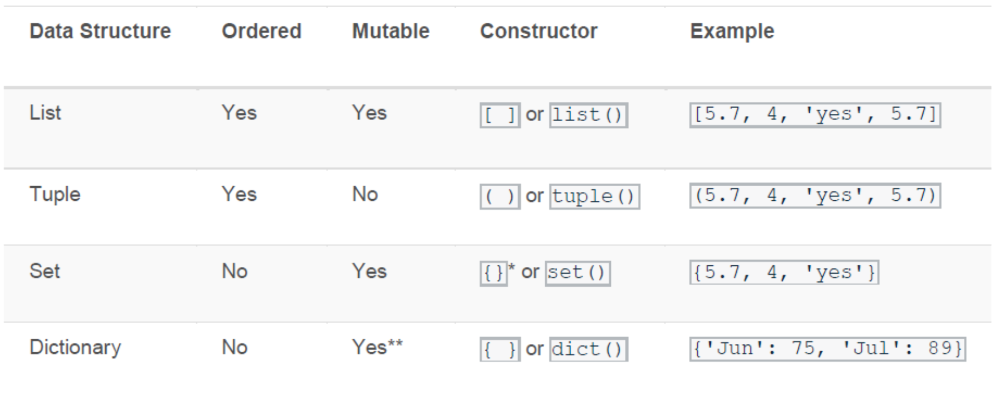 Data Structure Ordered Mutable Constructor Example
List Yes Yes [ ] or list() [5.7, 4, 'yes', 5.7]
Tuple Yes No ( ) or tuple() (5.7, 4, 'yes', 5.7)
Set No Yes {}* or set() {5.7, 4, 'yes'}
Dictionary No Yes** { } or dict() {'Jun': 75, 'Jul': 89}